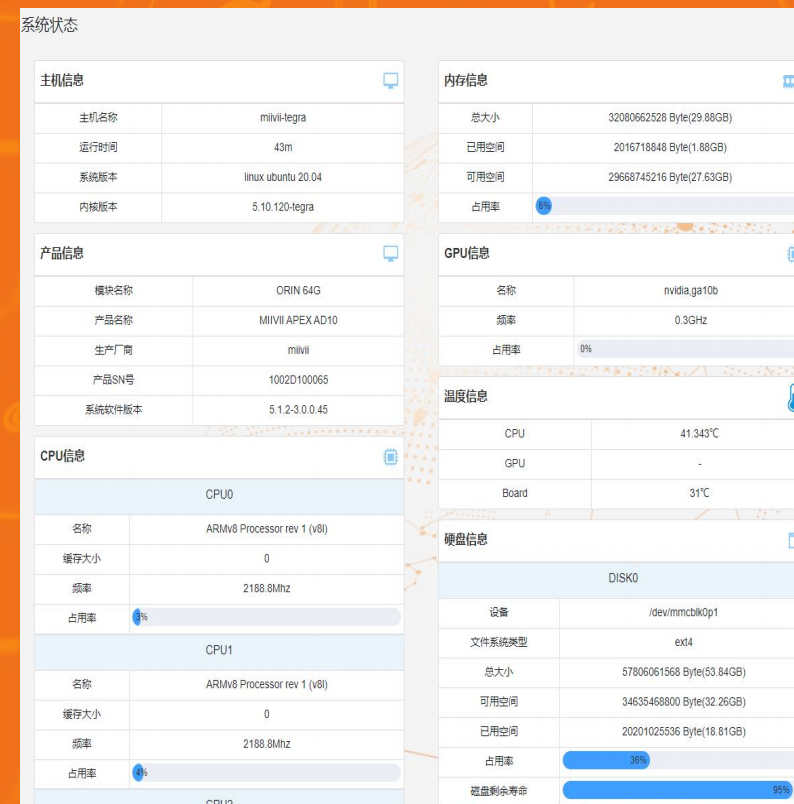 系统状态
主机信息
主机名称 miivii-tegra
运行时间 43m
系统版本 linux ubuntu 20.04
内核版本 5.10.120-tegra
产品信息
模块名称 ORIN 64G
产品名称 MIIVII APEX AD10
生产厂商 miivii
产品SN号 1002D100065
系统软件版本 5.1.2-3.0.0.45
CPU信息
CPU0
名称 ARMv8 Processor rev 1 (v8l)
缓存大小 0
频率 2188.8Mhz
占用率 3%
CPU1
名称 ARMv8 Processor rev 1 (v8l)
缓存大小 0
频率 2188.8Mhz
占用率 4%
CPU2
内存信息
总大小 32080662528 Byte(29.88GB)
已用空间 2016718848 Byte(1.88GB)
可用空间 29668745216 Byte(27.63GB)
占用率 6%
GPU信息
名称 nvidia,ga10b
频率 0.3GHz
占用率 0%
温度信息
CPU 41.343℃
GPU -
Board 31℃
硬盘信息
DISK0
设备 /dev/mmcblk0p1
文件系统类型 ext4
总大小 57806061568 Byte(53.84GB)
可用空间 34635468800 Byte(32.26GB)
已用空间 20201025536 Byte(18.81GB)
占用率 36%
磁盘剩余寿命 95%